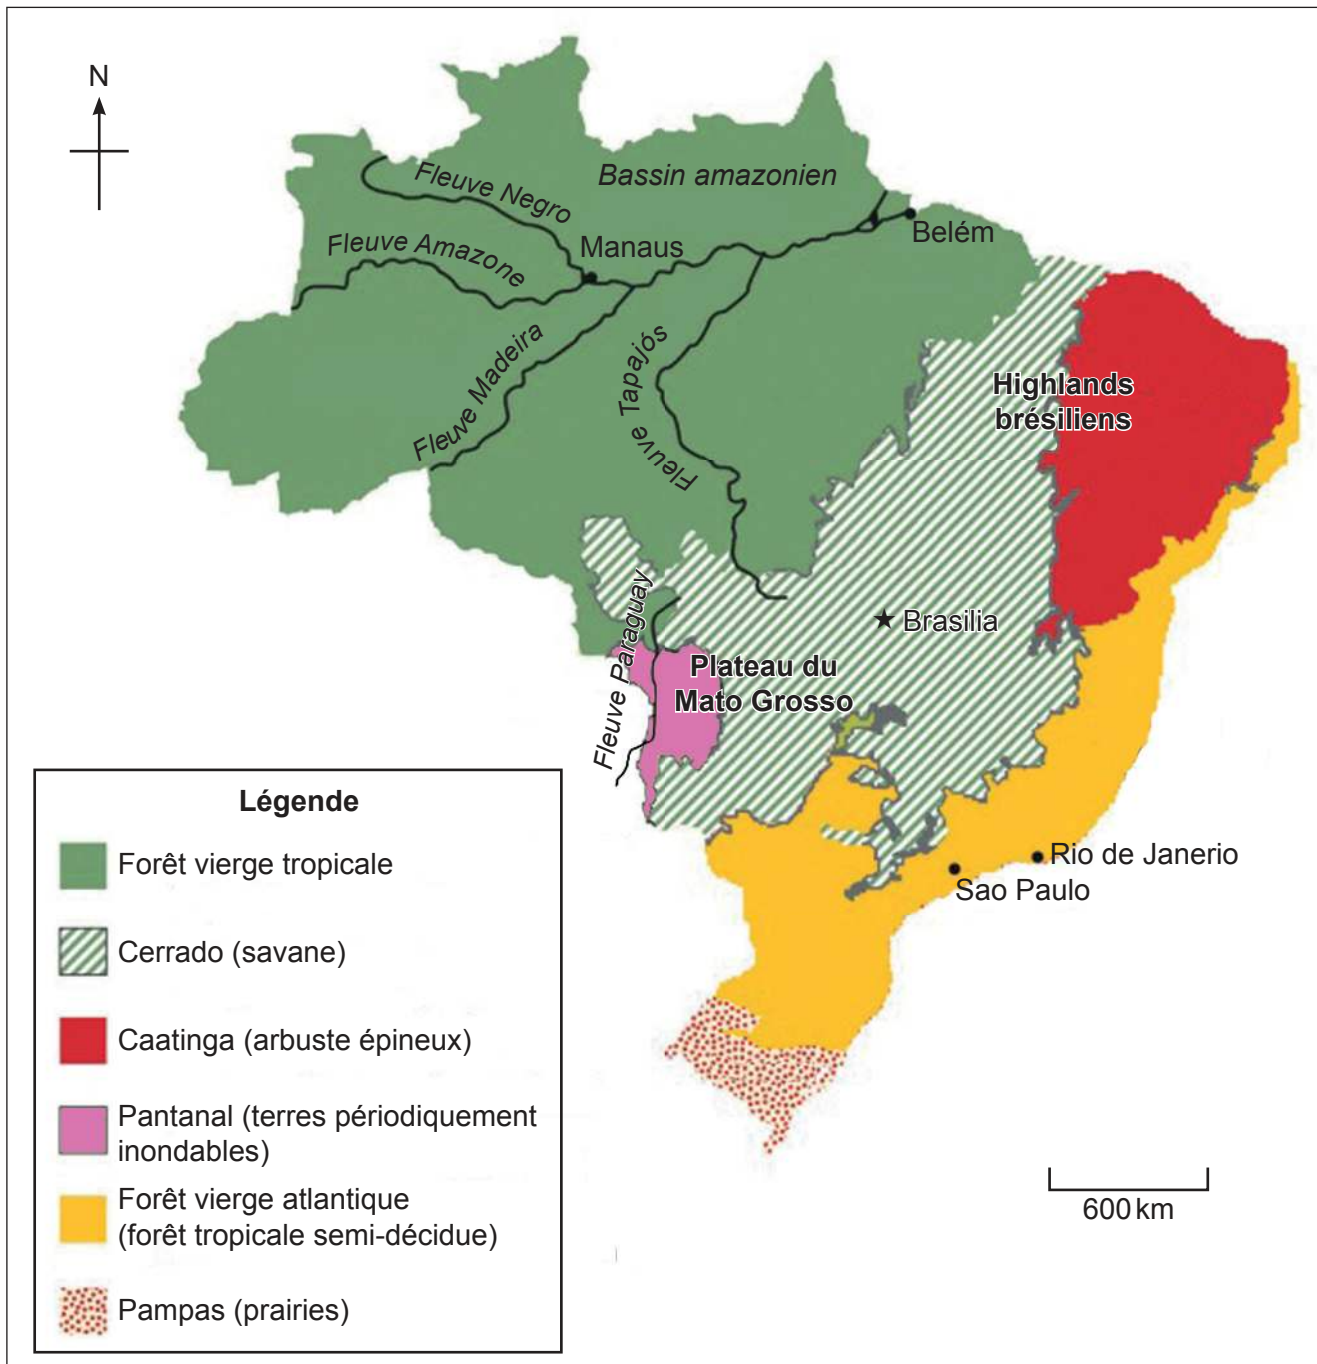 N
Bassin amazonien
Fleuve Negro
Manaus
Belém
Fleuve Amazone
Fleuve Madeira
Fleuve Tapajós
Highlands
brésiliens
Brasilia
Fleuve Paraguay
Plateau du
Mato Grosso
Rio de Janerio
Sao Paulo
Légende
Forêt vierge tropicale
Cerrado (savane)
Caatinga (arbuste épineux)
Pantanal (terres périodiquement
inondables)
Forêt vierge atlantique
(forêt tropicale semi-décidue)
Pampas (prairies)
600 km